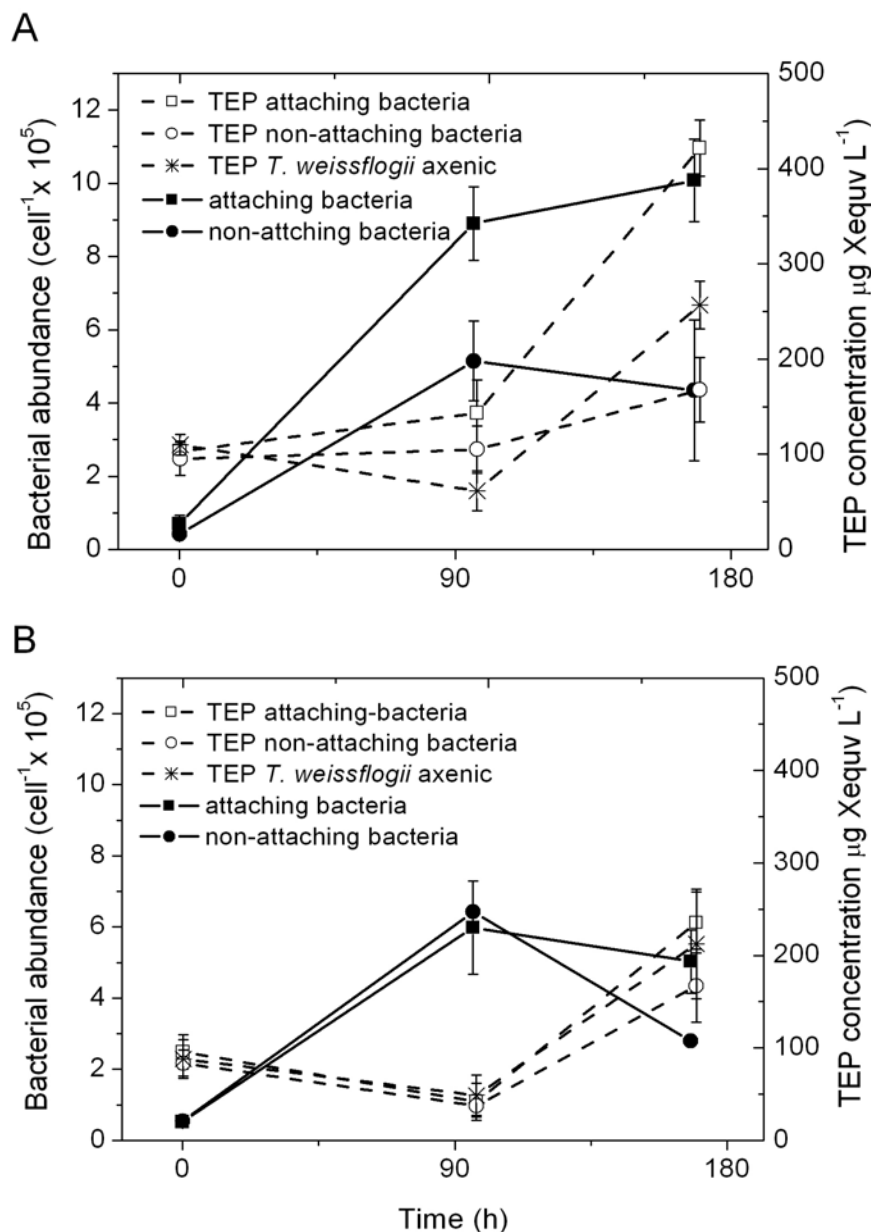 A
Bacterial abundance (cell⁻¹ x 10⁵)
12
10
8
6
4
2
0
TEP attaching bacteria
TEP non-attaching bacteria
TEP T. weissflogii axenic
attaching bacteria
non-attching bacteria
500
400
300
200
100
0
TEP concentration µg Xequv L⁻¹
0 90 180
B
Bacterial abundance (cell⁻¹ x 10⁵)
12
10
8
6
4
2
0
TEP attaching-bacteria
TEP non-attaching bacteria
TEP T. weissflogii axenic
attaching bacteria
non-attaching bacteria
500
400
300
200
100
0
TEP concentration µg Xequv L⁻¹
0 90 180
Time (h)